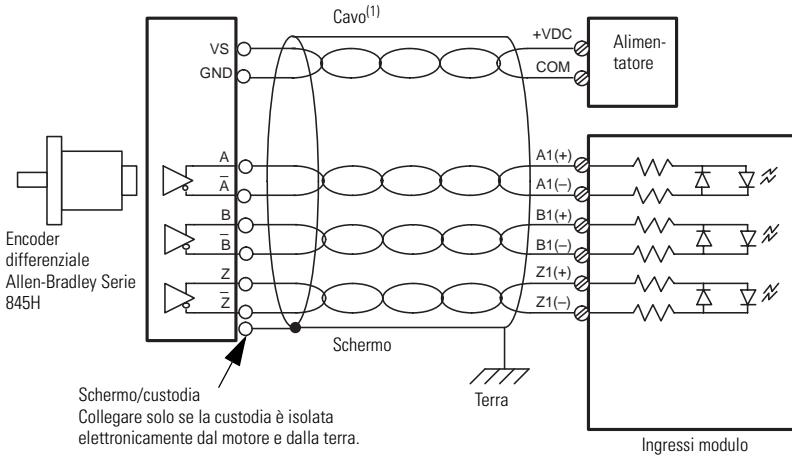 Cavo(1)
VS
GND
+VDC
COM
Alimen-
tatore
A
A
B
B
Z
Z
A1(+)
A1(–)
B1(+)
B1(–)
Z1(+)
Z1(–)
Encoder
differenziale
Allen-Bradley Serie
845H
Schermo
Terra
Schermo/custodia
Collegare solo se la custodia è isolata
elettronicamente dal motore e dalla terra.
Ingressi modulo